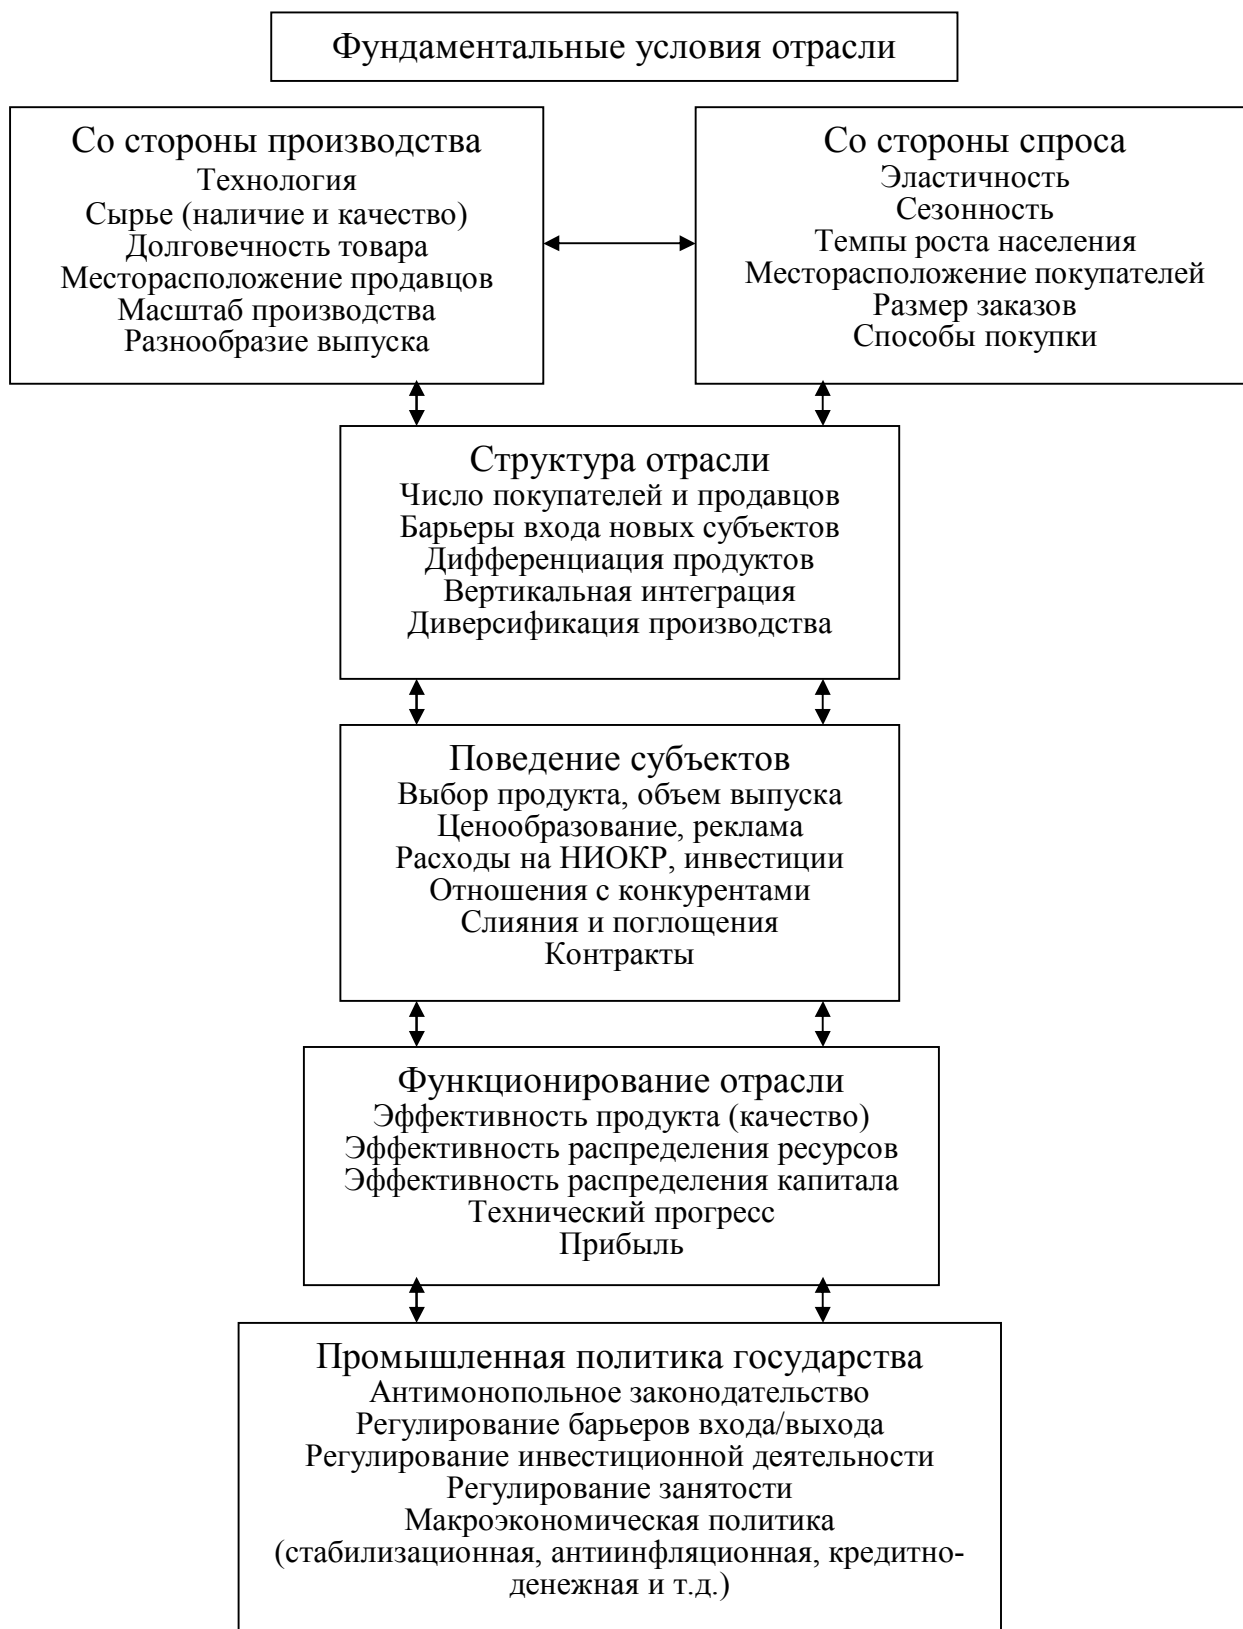 Фундаментальные условия отрасли
Со стороны производства
Технология
Сырье (наличие и качество)
Долговечность товара
Месторасположение продавцов
Масштаб производства
Разнообразие выпуска
Со стороны спроса
Эластичность
Сезонность
Темпы роста населения
Месторасположение покупателей
Размер заказов
Способы покупки
Структура отрасли
Число покупателей и продавцов
Барьеры входа новых субъектов
Дифференциация продуктов
Вертикальная интеграция
Диверсификация производства
Поведение субъектов
Выбор продукта, объем выпуска
Ценообразование, реклама
Расходы на НИОКР, инвестиции
Отношения с конкурентами
Слияния и поглощения
Контракты
Функционирование отрасли
Эффективность продукта (качество)
Эффективность распределения ресурсов
Эффективность распределения капитала
Технический прогресс
Прибыль
Промышленная политика государства
Антимонопольное законодательство
Регулирование барьеров входа/выхода
Регулирование инвестиционной деятельности
Регулирование занятости
Макроэкономическая политика
(стабилизационная, антиинфляционная, кредитно-
денежная и т.д.)